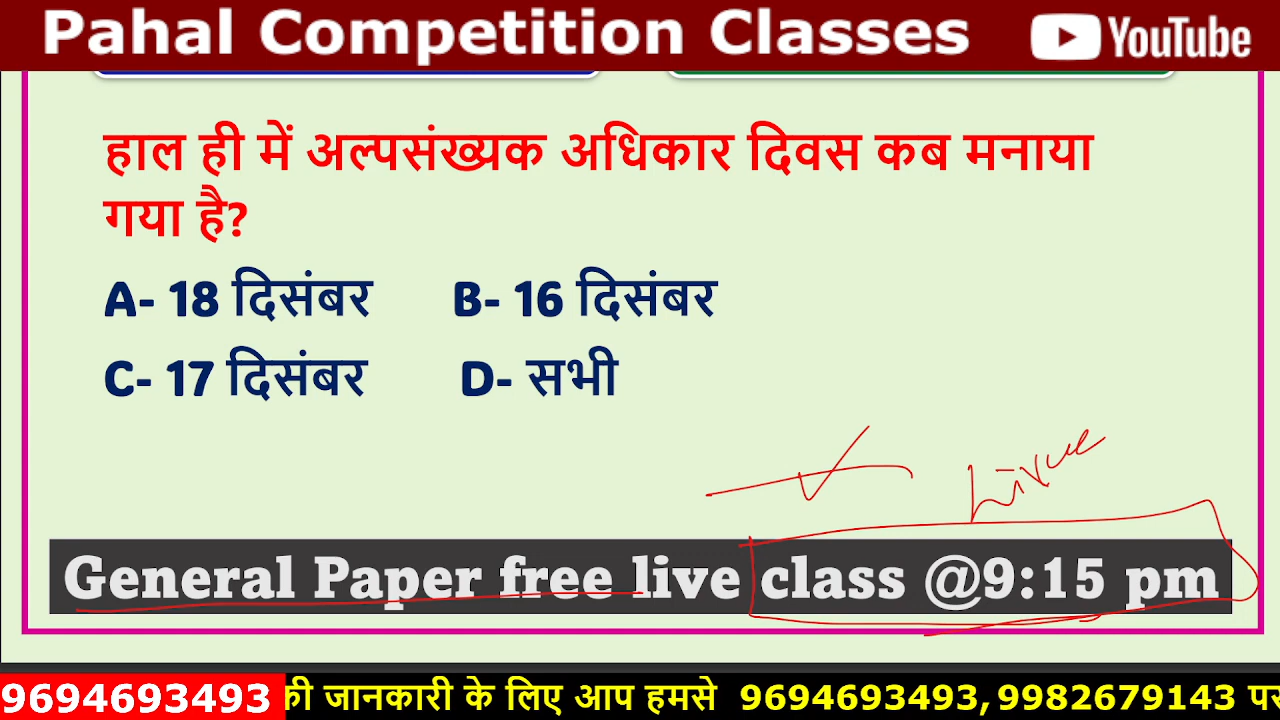 Pahal Competition Classes YouTube
हाल ही में अल्पसंख्यक अधिकार दिवस कब मनाया
गया है?
A- 18 दिसंबर B- 16 दिसंबर
C- 17 दिसंबर D- सभी
Live
General Paper free live class @9:15 pm
9694693493 की जानकारी के लिए आप हमसे 9694693493,9982679143 पर